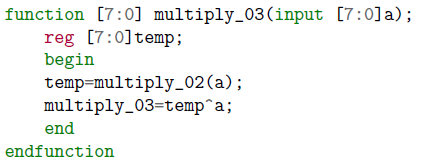 function [7:0] multiply_03(input [7:0]a);
reg [7:0]temp;
begin
temp=multiply_02(a);
multiply_03=temp^a;
end
endfunction